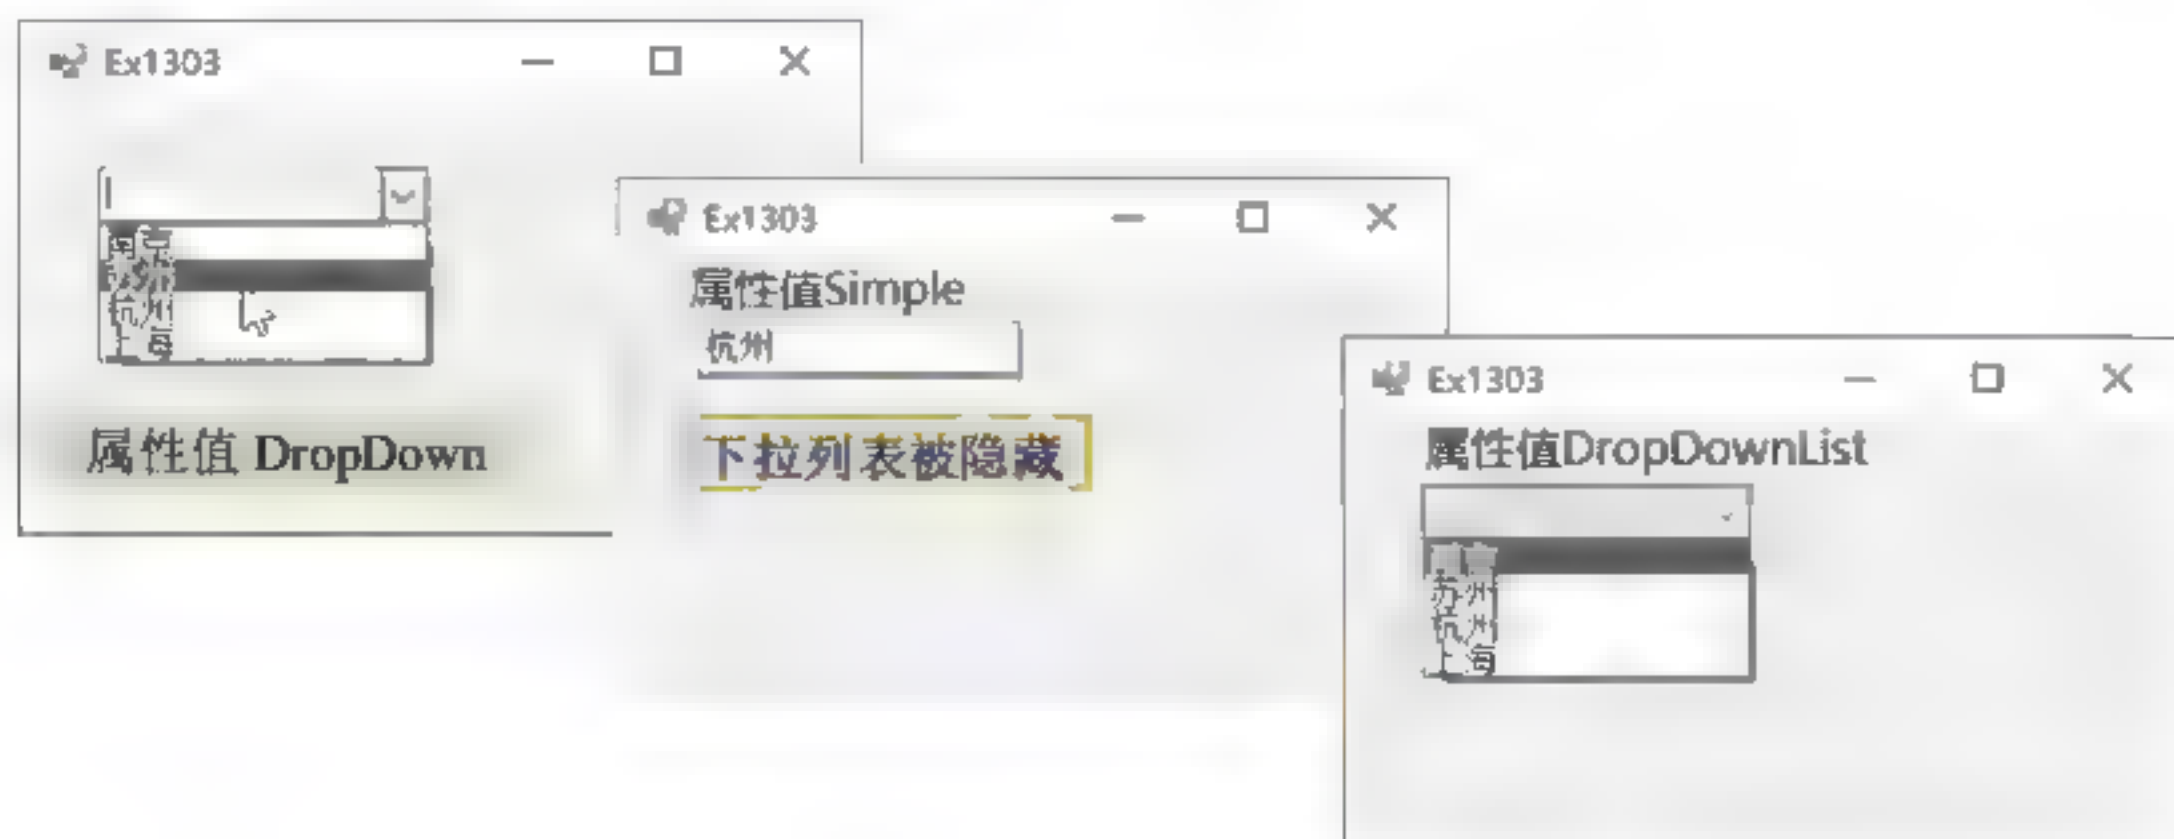 Ex1303
南京
苏州
杭州
上海
属性值 DropDown
Ex1303
属性值Simple
杭州
下拉列表被隐藏
Ex1303
属性值DropDownList
苏州
杭州
上海